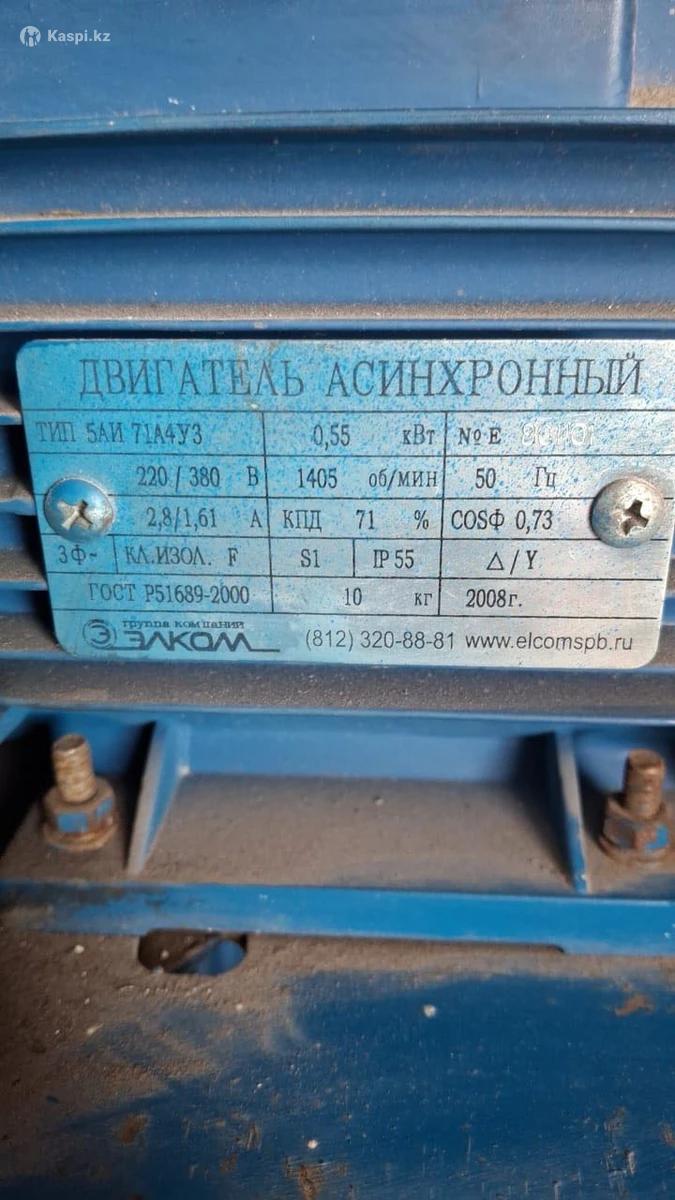 Kaspi.kz
ДВИГАТЕЛЬ АСИНХРОННЫЙ
ТИП 5АИ 71А4У3 0,55 кВт № Е
220 / 380 В 1405 об/мин 50 Гц
2,8/1,61 А КПД 71 % COSФ 0,73
3Ф~ КЛ.ИЗОЛ. F S1 IP 55 Δ/Y
ГОСТ Р51689-2000 10 кг 2008г.
группа компаний
ЭЛКОМ (812) 320-88-81 www.elcomspb.ru